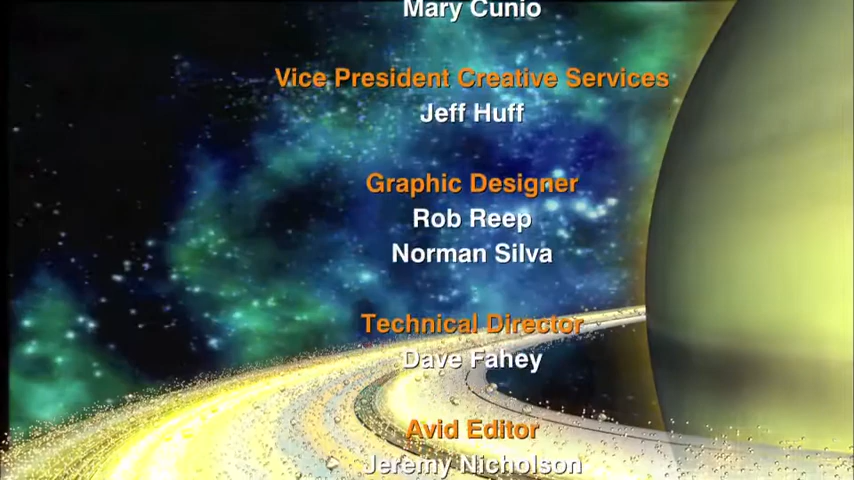 Mary Cunio
Vice President Creative Services
Jeff Huff
Graphic Designer
Rob Reep
Norman Silva
Technical Director
Dave Fahey
Avid Editor
Jeremy Nicholson